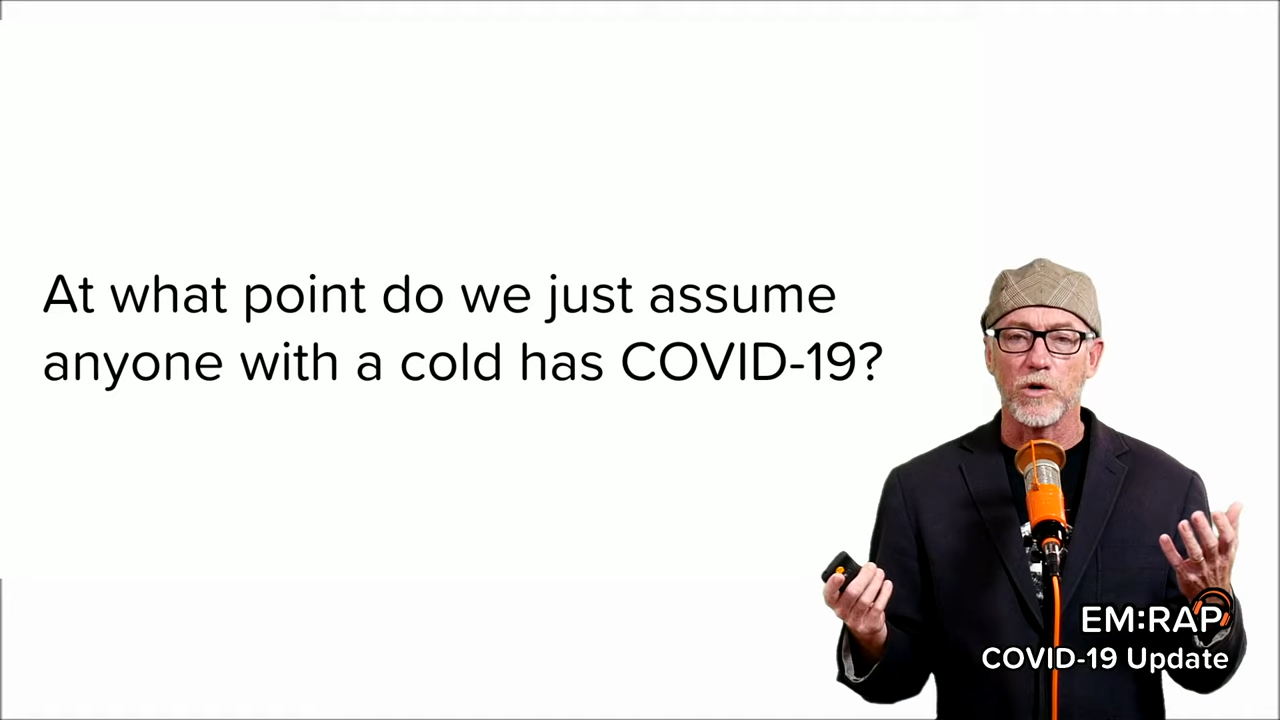 At what point do we just assume
anyone with a cold has COVID-19?
EM:RAP
COVID-19 Update